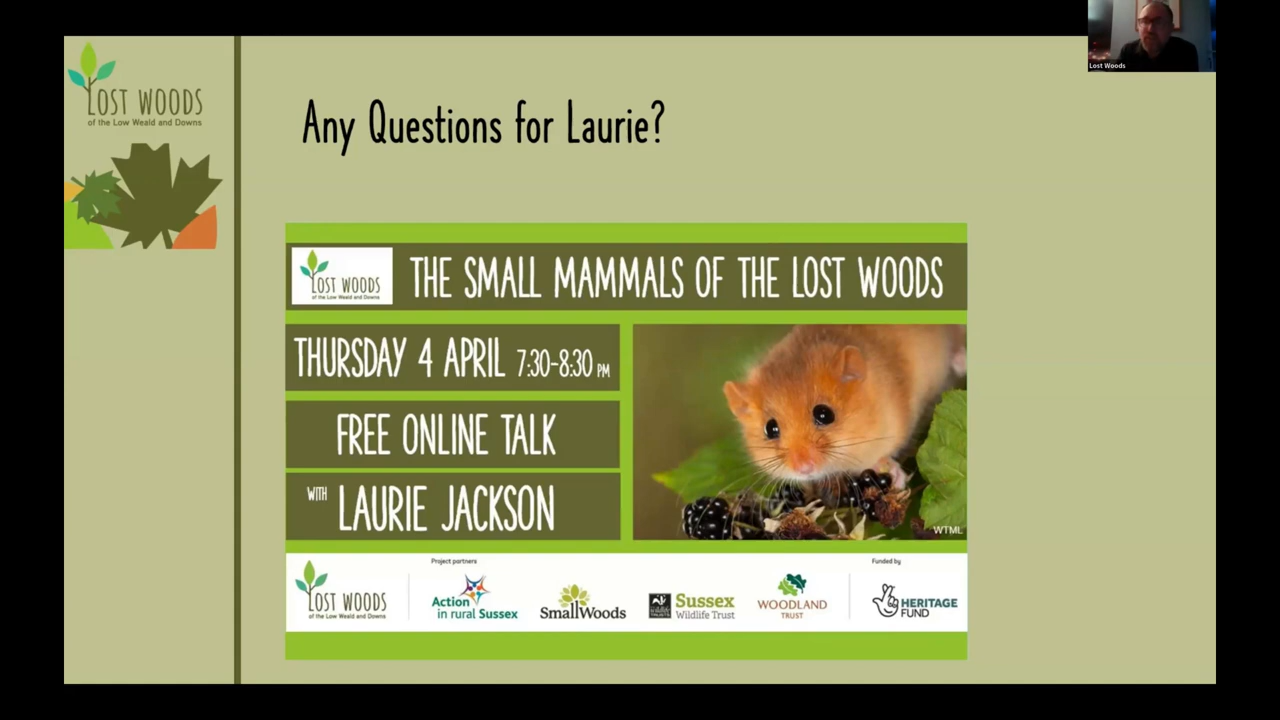 LOST WOODS
of the Low Weald and Downs
Any Questions for Laurie?
Lost Woods
LOST WOODS
of the Low Weald and Downs
THE SMALL MAMMALS OF THE LOST WOODS
THURSDAY 4 APRIL 7:30-8:30 PM
FREE ONLINE TALK
WITH LAURIE JACKSON
WTML
Project partners
Funded by
LOST WOODS
of the Low Weald and Downs
Action
in rural Sussex
SmallWoods
Sussex
Wildlife Trust
WOODLAND
TRUST
HERITAGE
FUND